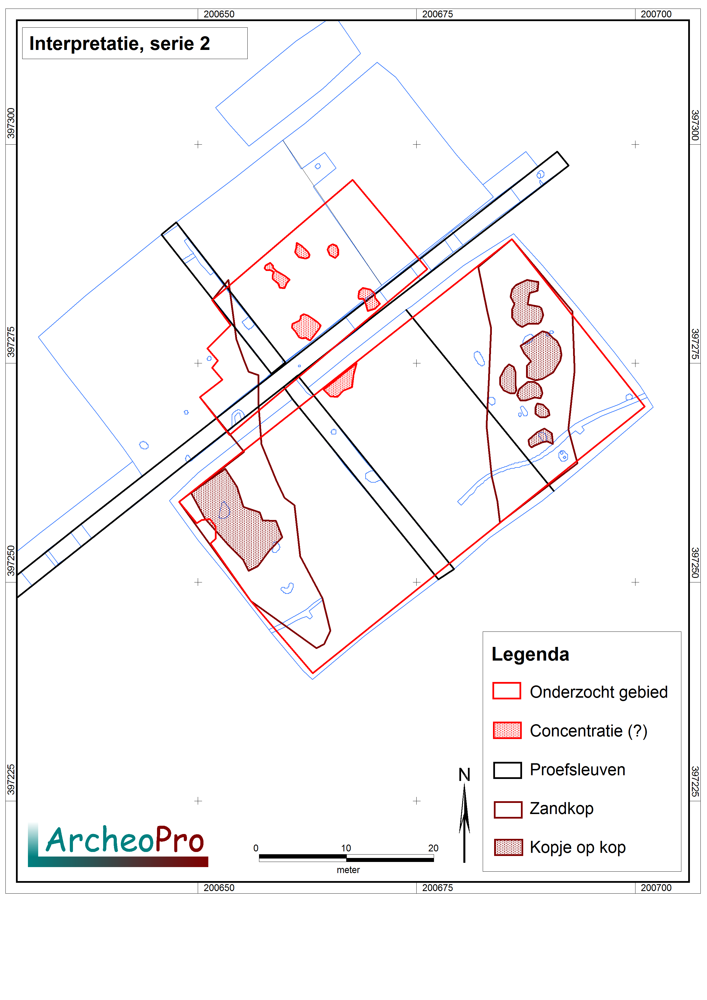 200650 200675 200700
Interpretatie, serie 2
397300 397300
397275 397275
397250 397250
397225 397225
Legenda
Onderzocht gebied
Concentratie (?)
Proefsleuven
Zandkop
Kopje op kop
N
ArcheoPro
0 10 20
meter
200650 200675 200700